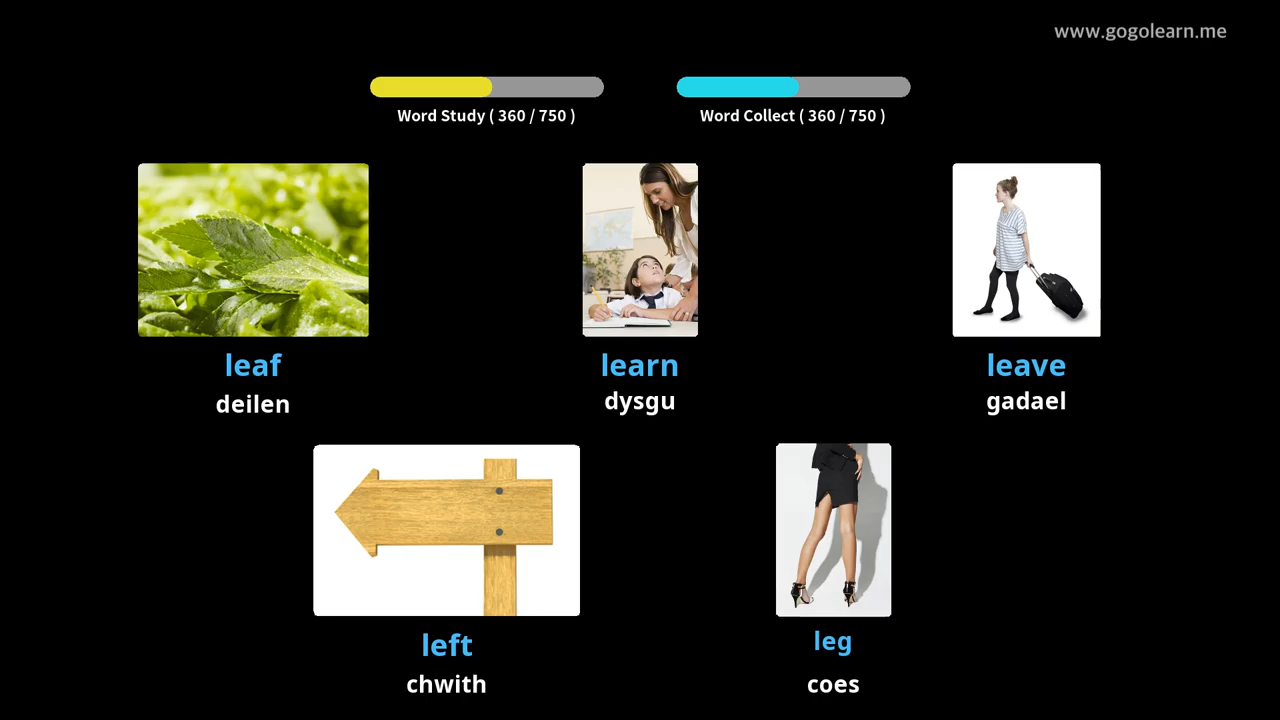 www.gogolearn.me
Word Study ( 360 / 750 )
Word Collect ( 360 / 750 )
leaf
deilen
learn
dysgu
leave
gadael
left
chwith
leg
coes